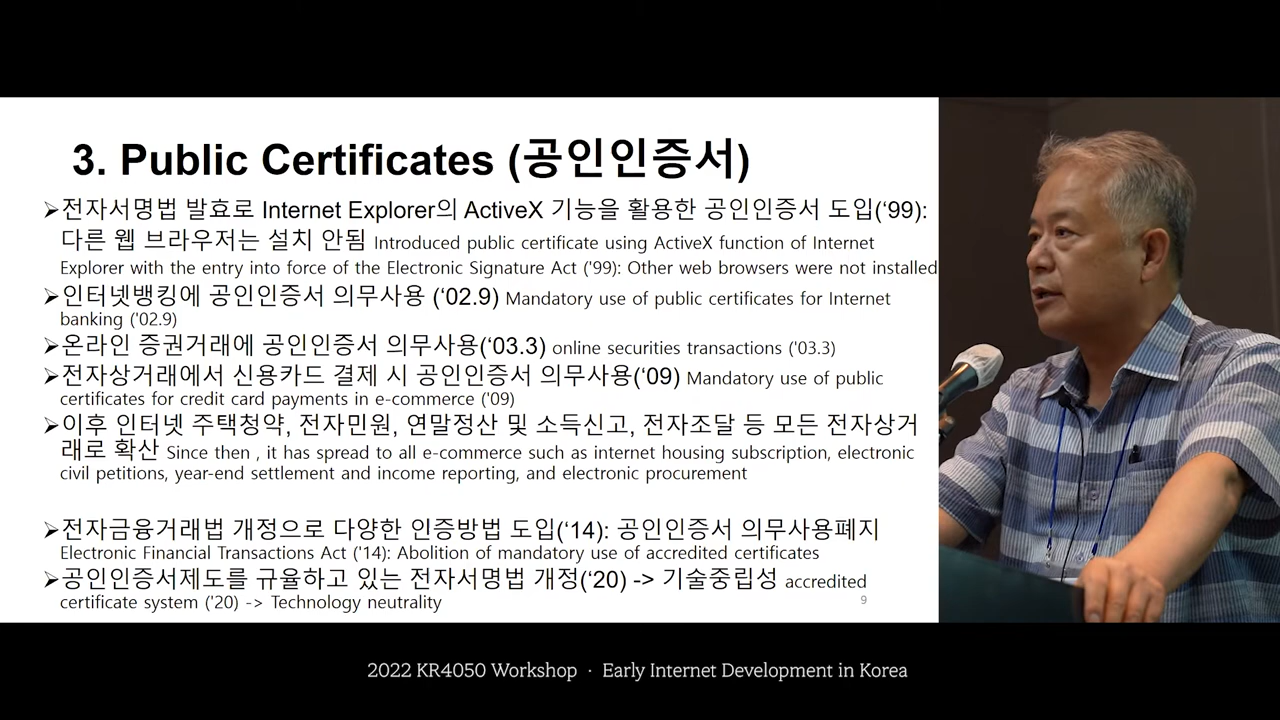 3. Public Certificates (공인인증서)
➢전자서명법 발효로 Internet Explorer의 ActiveX 기능을 활용한 공인인증서 도입(‘99):
다른 웹 브라우저는 설치 안됨 Introduced public certificate using ActiveX function of Internet
Explorer with the entry into force of the Electronic Signature Act ('99): Other web browsers were not installed
➢인터넷뱅킹에 공인인증서 의무사용 (‘02.9) Mandatory use of public certificates for Internet
banking ('02.9)
➢온라인 증권거래에 공인인증서 의무사용(‘03.3) online securities transactions ('03.3)
➢전자상거래에서 신용카드 결제 시 공인인증서 의무사용(‘09) Mandatory use of public
certificates for credit card payments in e-commerce ('09)
➢이후 인터넷 주택청약, 전자민원, 연말정산 및 소득신고, 전자조달 등 모든 전자상거
래로 확산 Since then , it has spread to all e-commerce such as internet housing subscription, electronic
civil petitions, year-end settlement and income reporting, and electronic procurement
➢전자금융거래법 개정으로 다양한 인증방법 도입(‘14): 공인인증서 의무사용폐지
Electronic Financial Transactions Act ('14): Abolition of mandatory use of accredited certificates
➢공인인증서제도를 규율하고 있는 전자서명법 개정(‘20) -> 기술중립성 accredited
certificate system ('20) -> Technology neutrality
9
2022 KR4050 Workshop · Early Internet Development in Korea